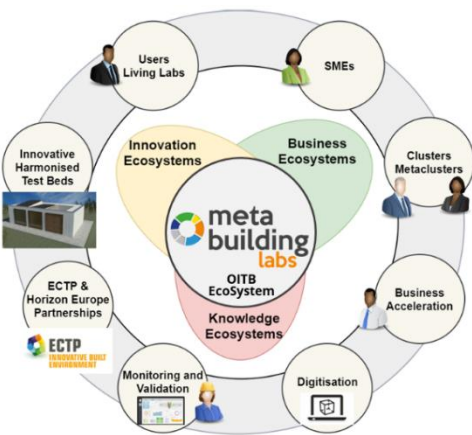 Users
Living Labs
SMEs
Innovation
Ecosystems
Business
Ecosystems
Innovative
Harmonised
Test Beds
Clusters
Metaclusters
meta
building
labs
OITB
EcoSystem
ECTP &
Horizon Europe
Partnerships
Business
Acceleration
Knowledge
Ecosystems
ECTP
INNOVATIVE BUILT
ENVIRONMENT
Monitoring and
Validation
Digitisation